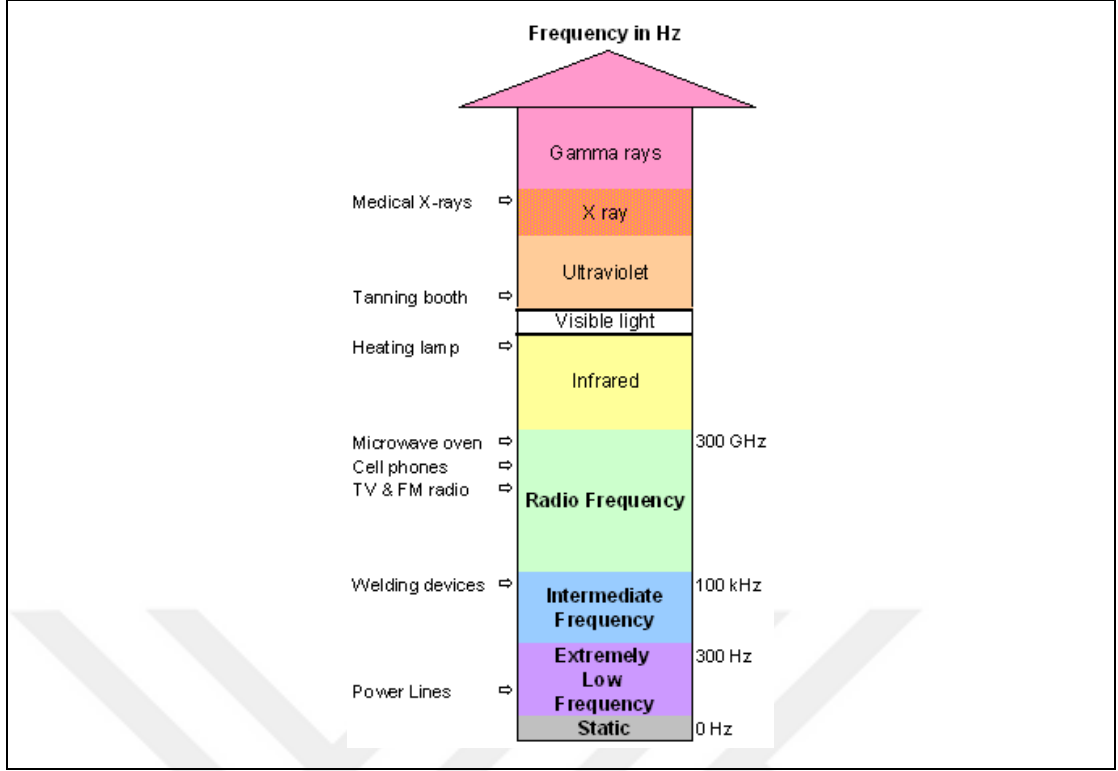 Frequency in Hz
Gamma rays
Medical X-rays
X ray
Ultraviolet
Tanning booth
Visible light
Heating lamp
Infrared
Microwave oven
300 GHz
Cell phones
TV & FM radio
Radio Frequency
Welding devices
100 kHz
Intermediate
Frequency
Extremely
300 Hz
Low
Power Lines
Frequency
Static
0 Hz